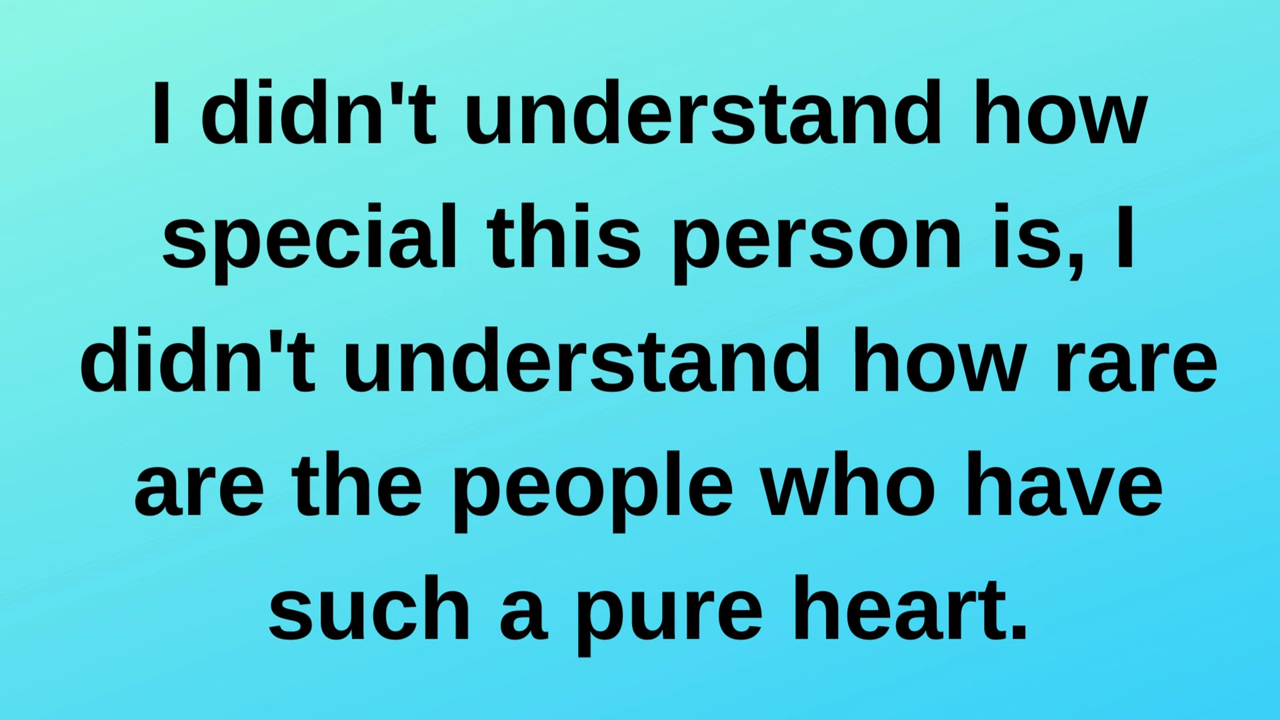 I didn't understand how
special this person is, I
didn't understand how rare
are the people who have
such a pure heart.